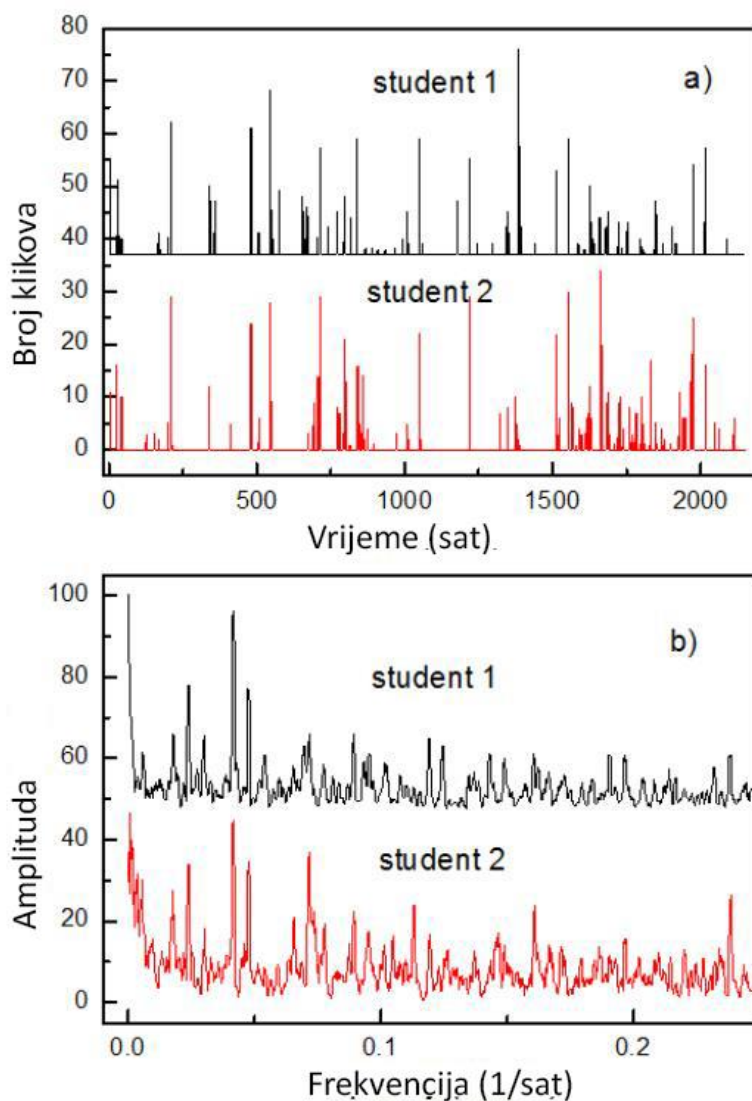 80
70
60
50
40
30
20
10
0
Broj klikova
student 1
a)
student 2
0 500 1000 1500 2000
Vrijeme (sat)
100
80
60
40
20
0
Amplituda
b)
student 1
student 2
0.0 0.1 0.2
Frekvencija (1/sat)